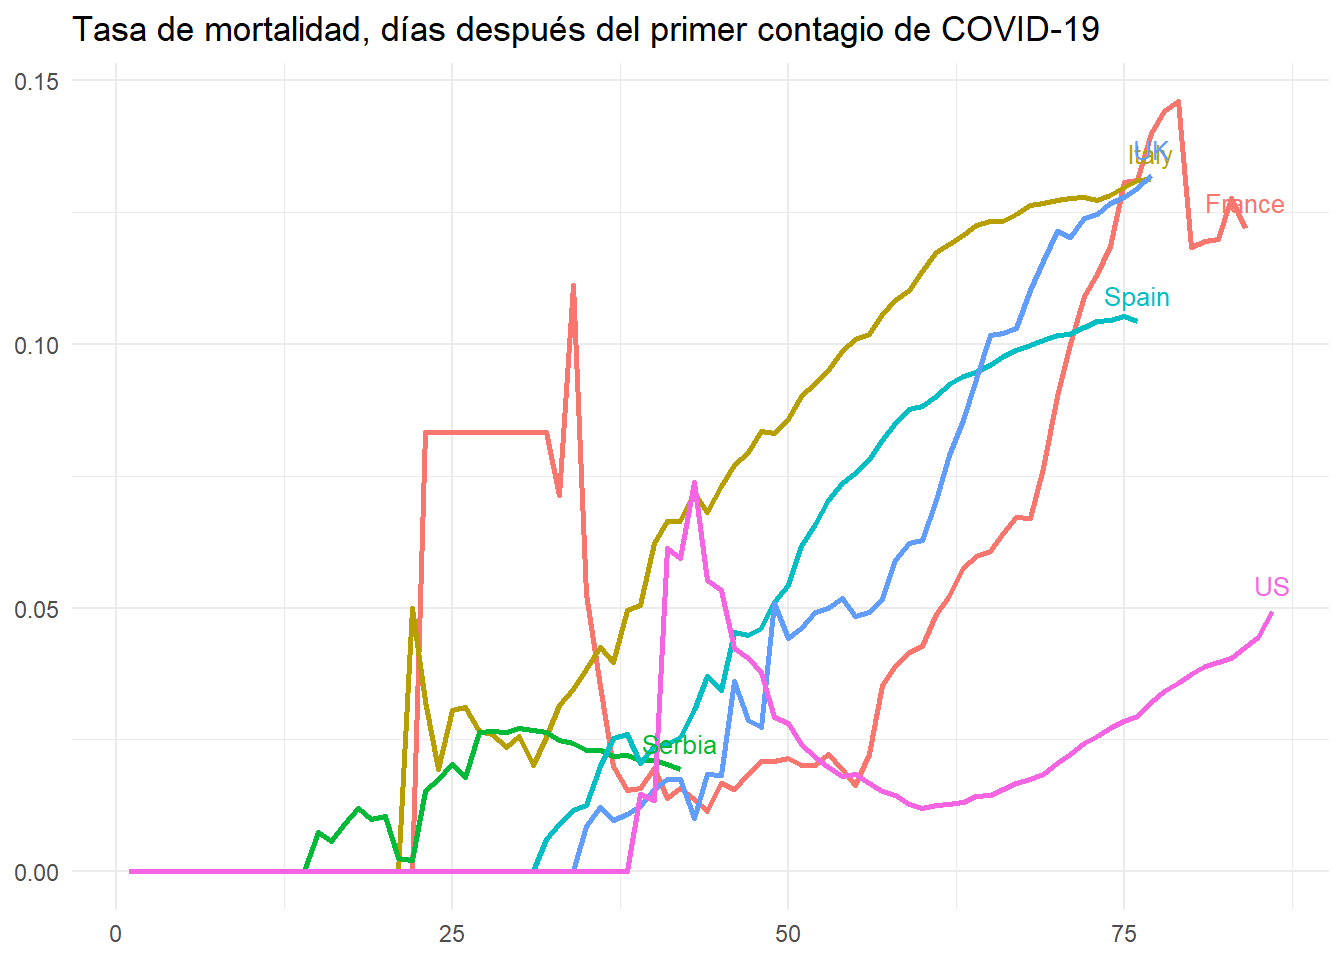 Tasa de mortalidad, días después del primer contagio de COVID-19
0.15
UK
Italy
France
Spain
0.10
US
0.05
Serbia
0.00
0 25 50 75